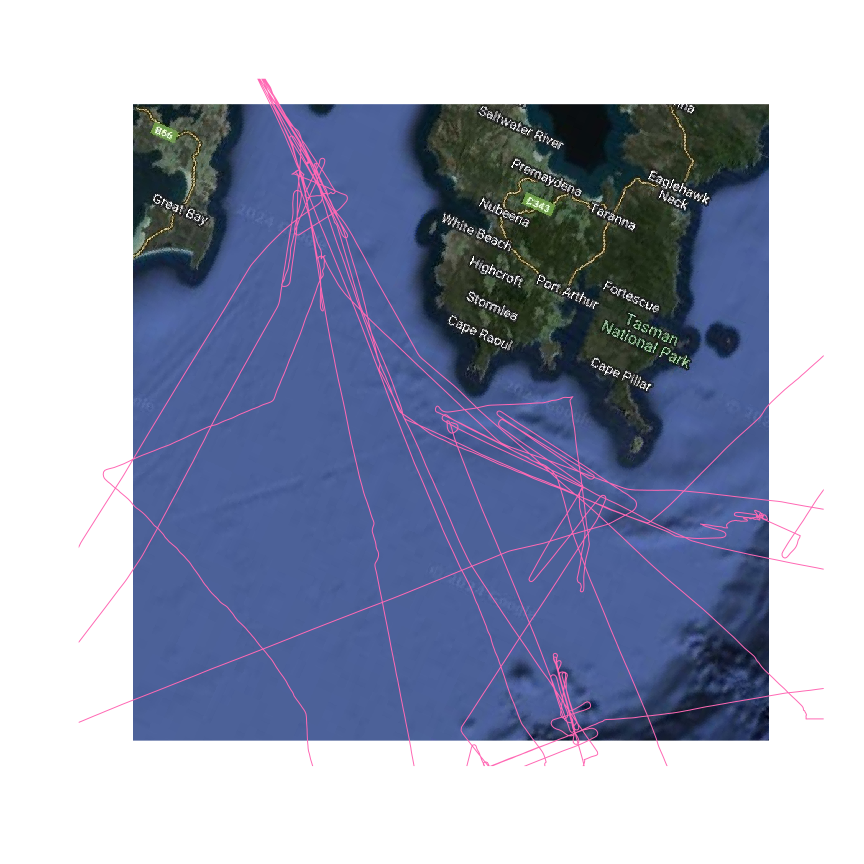 na
Saltwater River
B66
Premaydena
Eaglehawk
Neck
C343
Great Bay
Nubeena
Taranna
White Beach
Highcroft
Port Arthur
Fortescue
Stormlea
Tasman
National Park
Cape Raoul
Cape Pillar